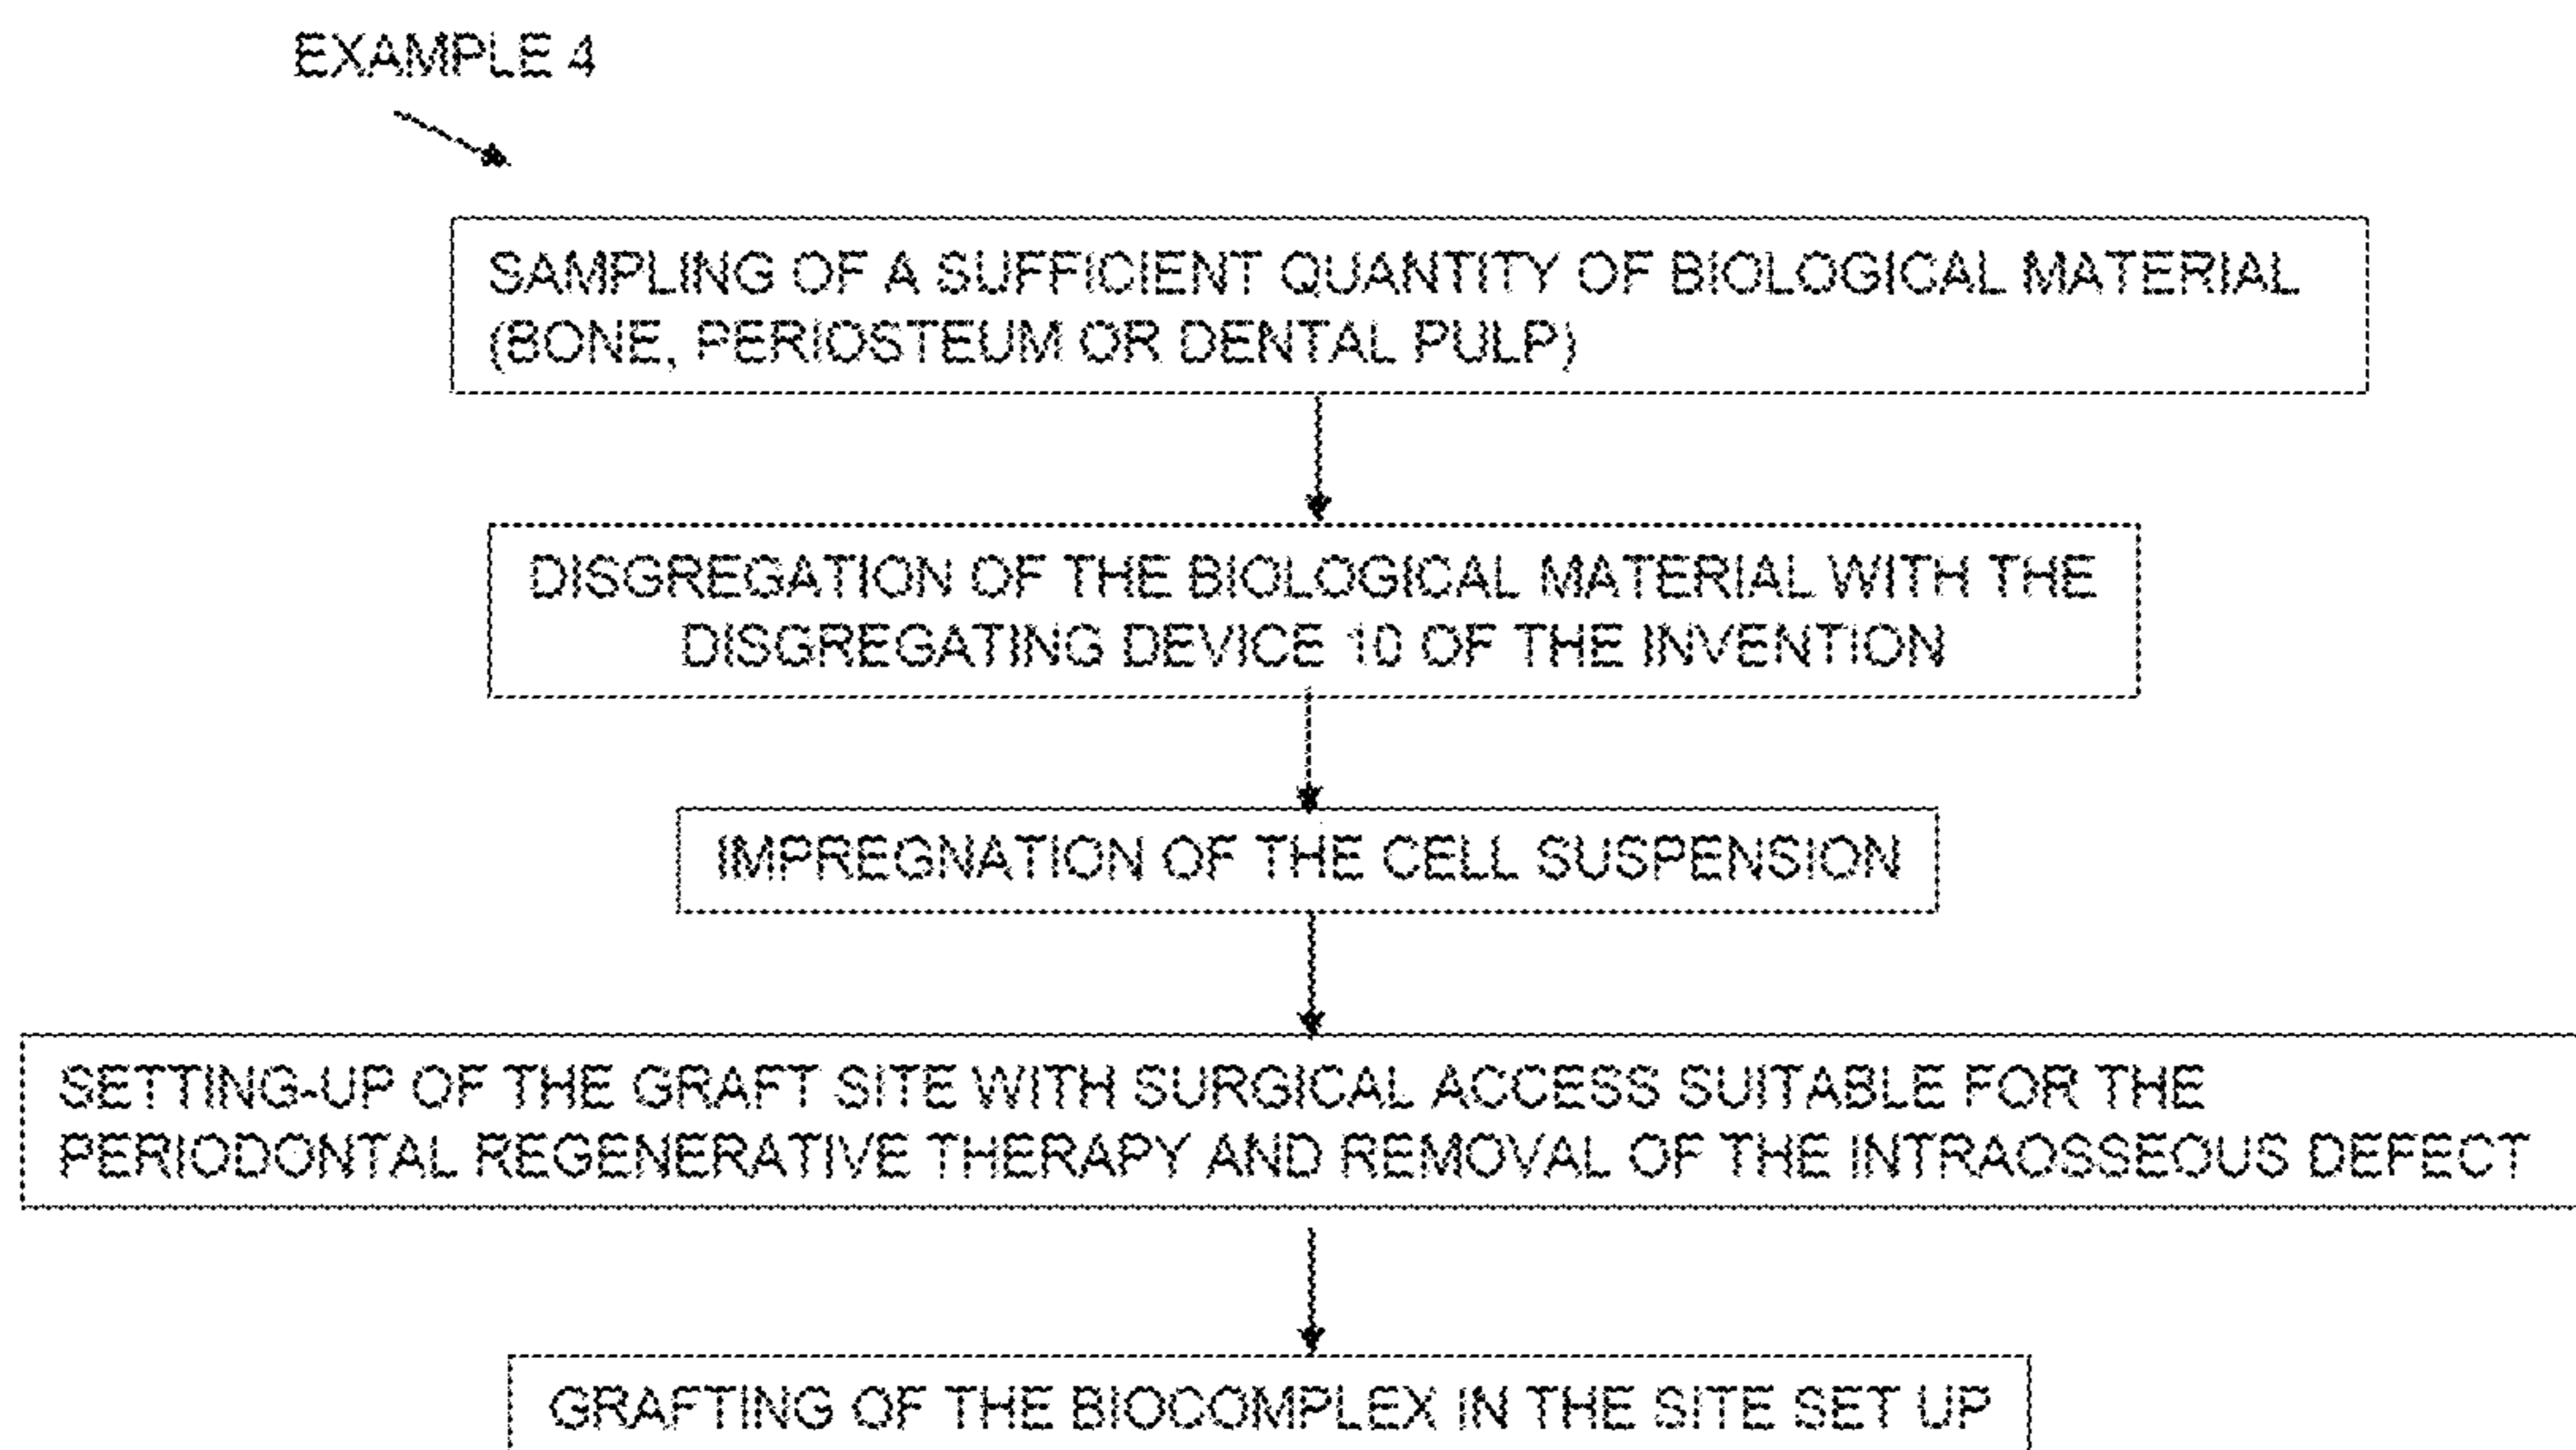 EXAMPLE 4
SAMPLING OF A SUFFICIENT QUANTITY OF BIOLOGICAL MATERIAL
(BONE, PERIOSTEUM OR DENTAL PULP)
DISGREGATION OF THE BIOLOGICAL MATERIAL WITH THE
DISGREGATING DEVICE 10 OF THE INVENTION
IMPREGNATION OF THE CELL SUSPENSION
SETTING-UP OF THE GRAFT SITE WITH SURGICAL ACCESS SUITABLE FOR THE
PERIODONTAL REGENERATIVE THERAPY AND REMOVAL OF THE INTRAOSSEOUS DEFECT
GRAFTING OF THE BIOCOMPLEX IN THE SITE SET UP